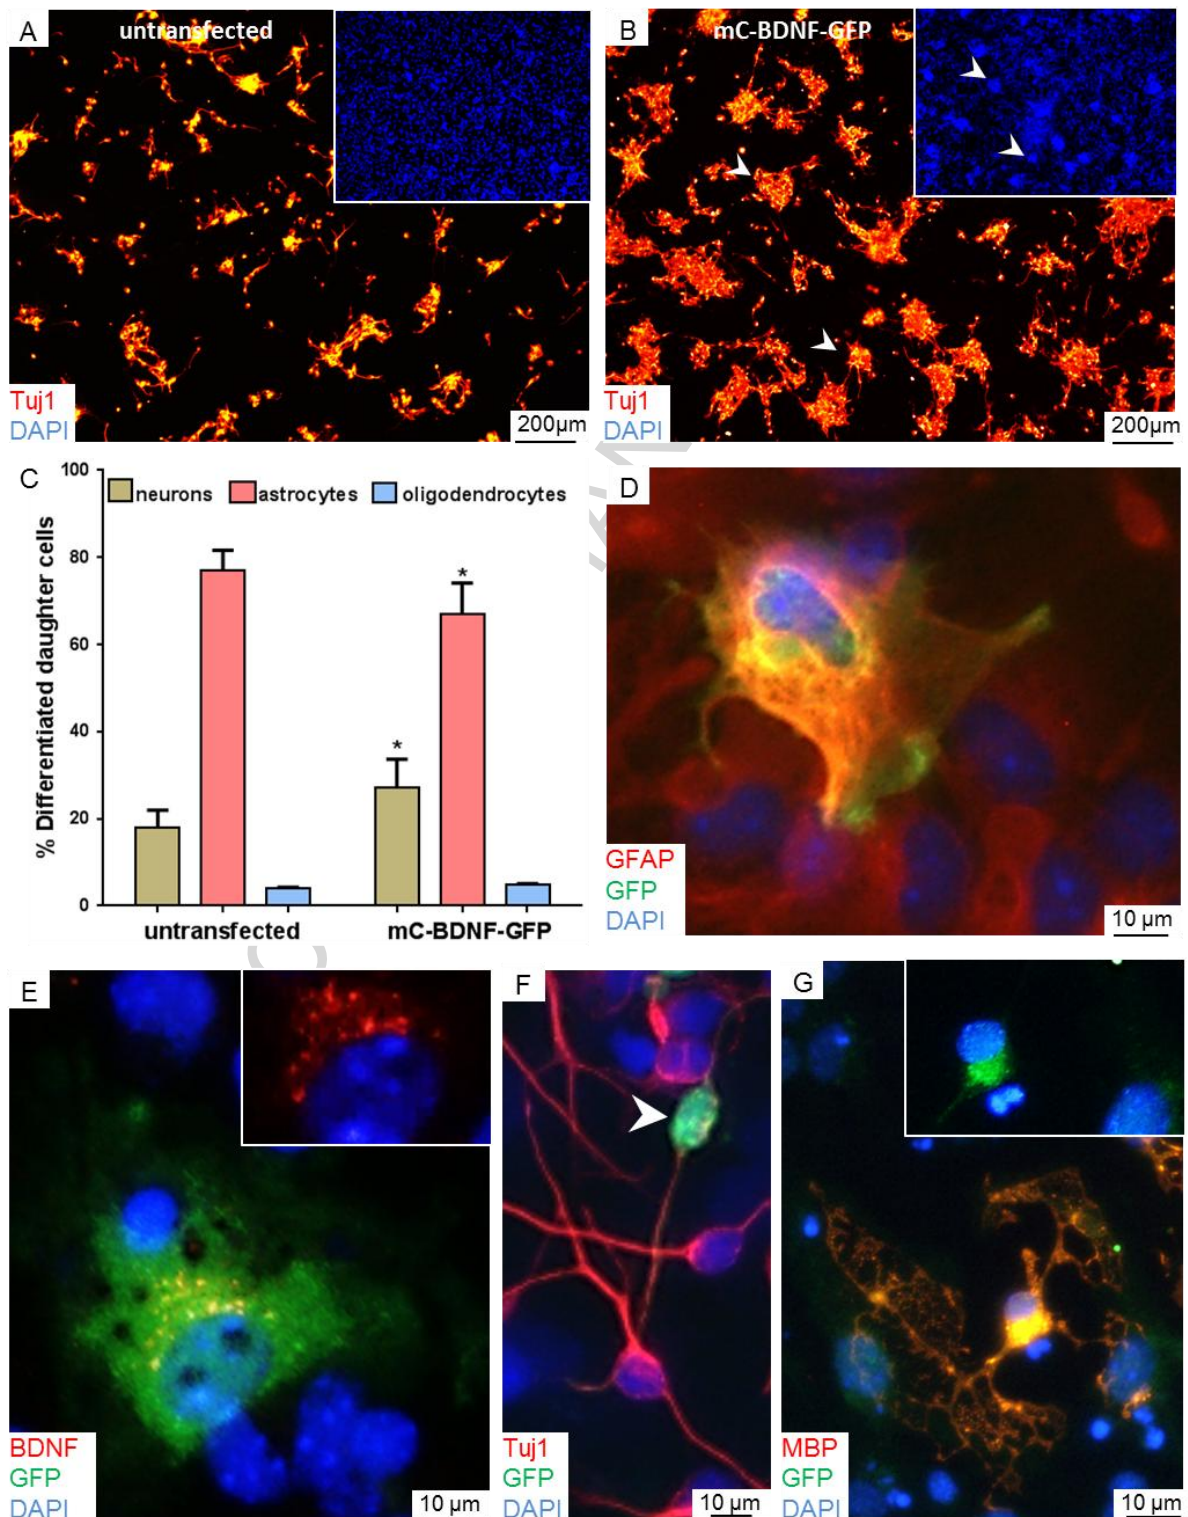 A
untransfected
Tuj1
DAPI
200µm
B
mC-BDNF-GFP
Tuj1
DAPI
200µm
C
neurons
astrocytes
oligodendrocytes
% Differentiated daughter cells
100
80
60
40
20
0
*
*
untransfected
mC-BDNF-GFP
D
GFAP
GFP
DAPI
10 µm
E
BDNF
GFP
DAPI
10 µm
F
Tuj1
GFP
DAPI
10 µm
G
MBP
GFP
DAPI
10 µm